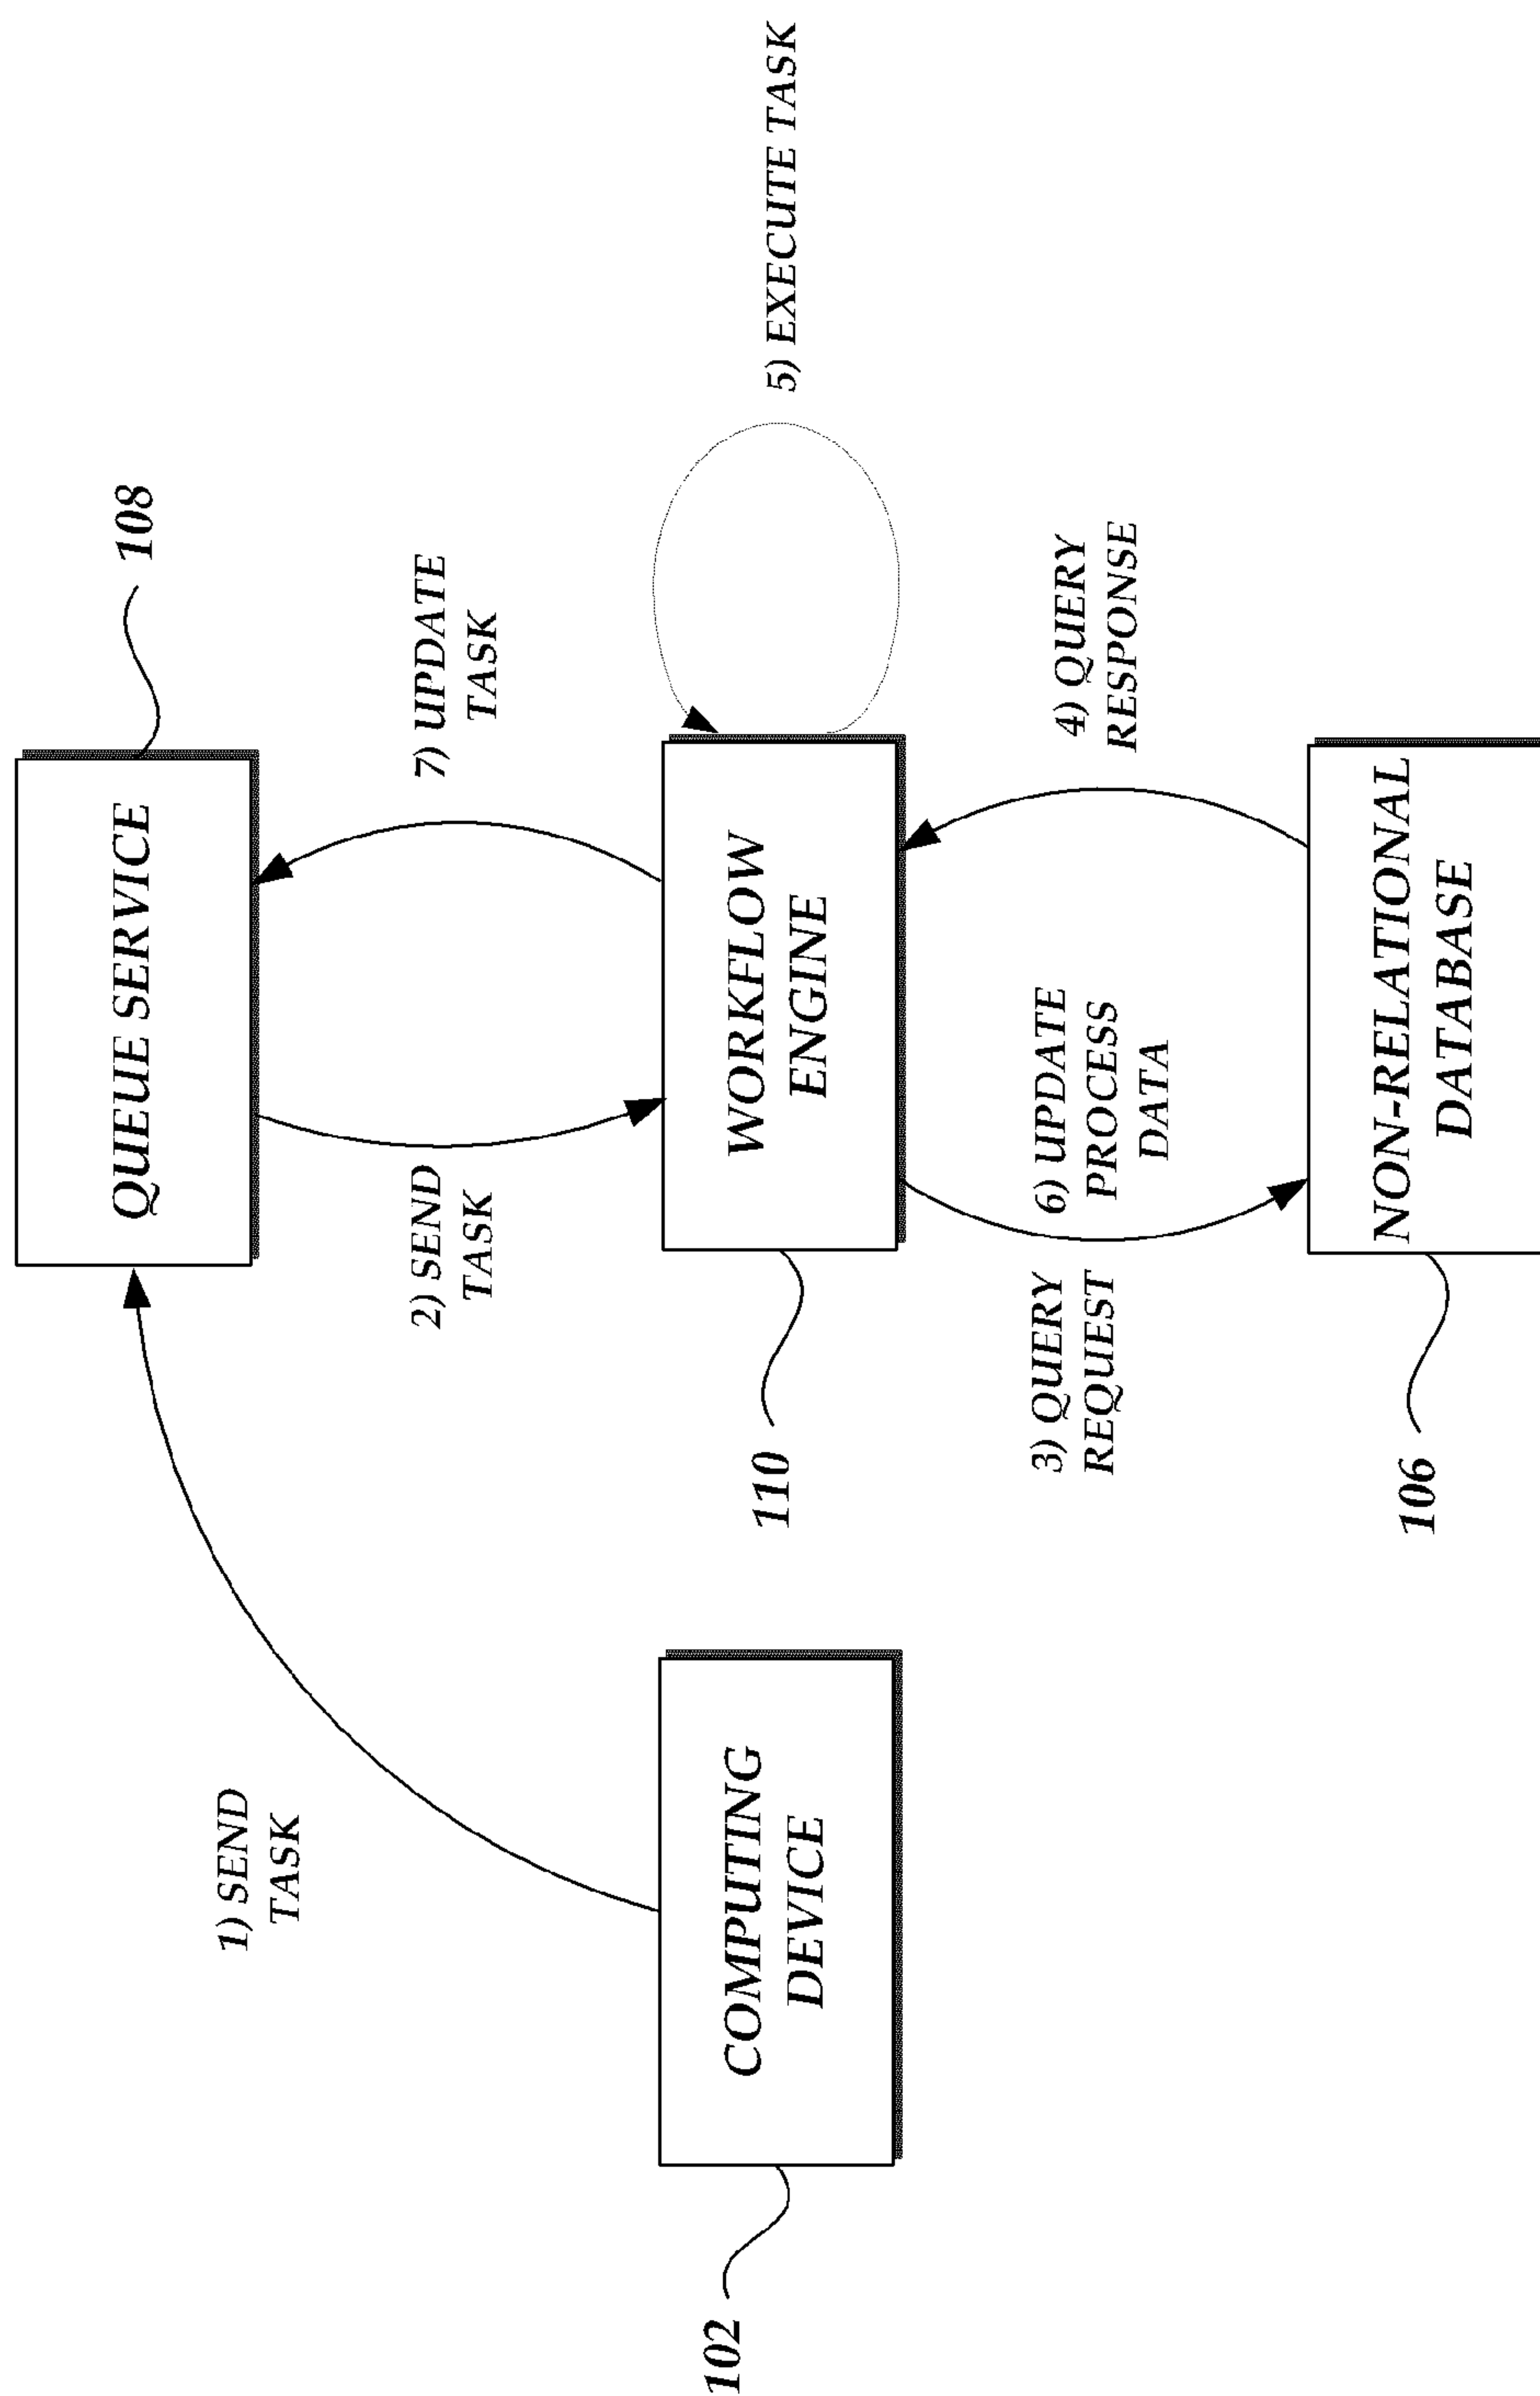 108
QUEUE SERVICE
1) SEND
TASK
2) SEND
TASK
7) UPDATE
TASK
5) EXECUTE TASK
COMPUTING
DEVICE
102
WORKFLOW
ENGINE
110
3) QUERY
REQUEST
6) UPDATE
PROCESS
DATA
4) QUERY
RESPONSE
NON-RELATIONAL
DATABASE
106